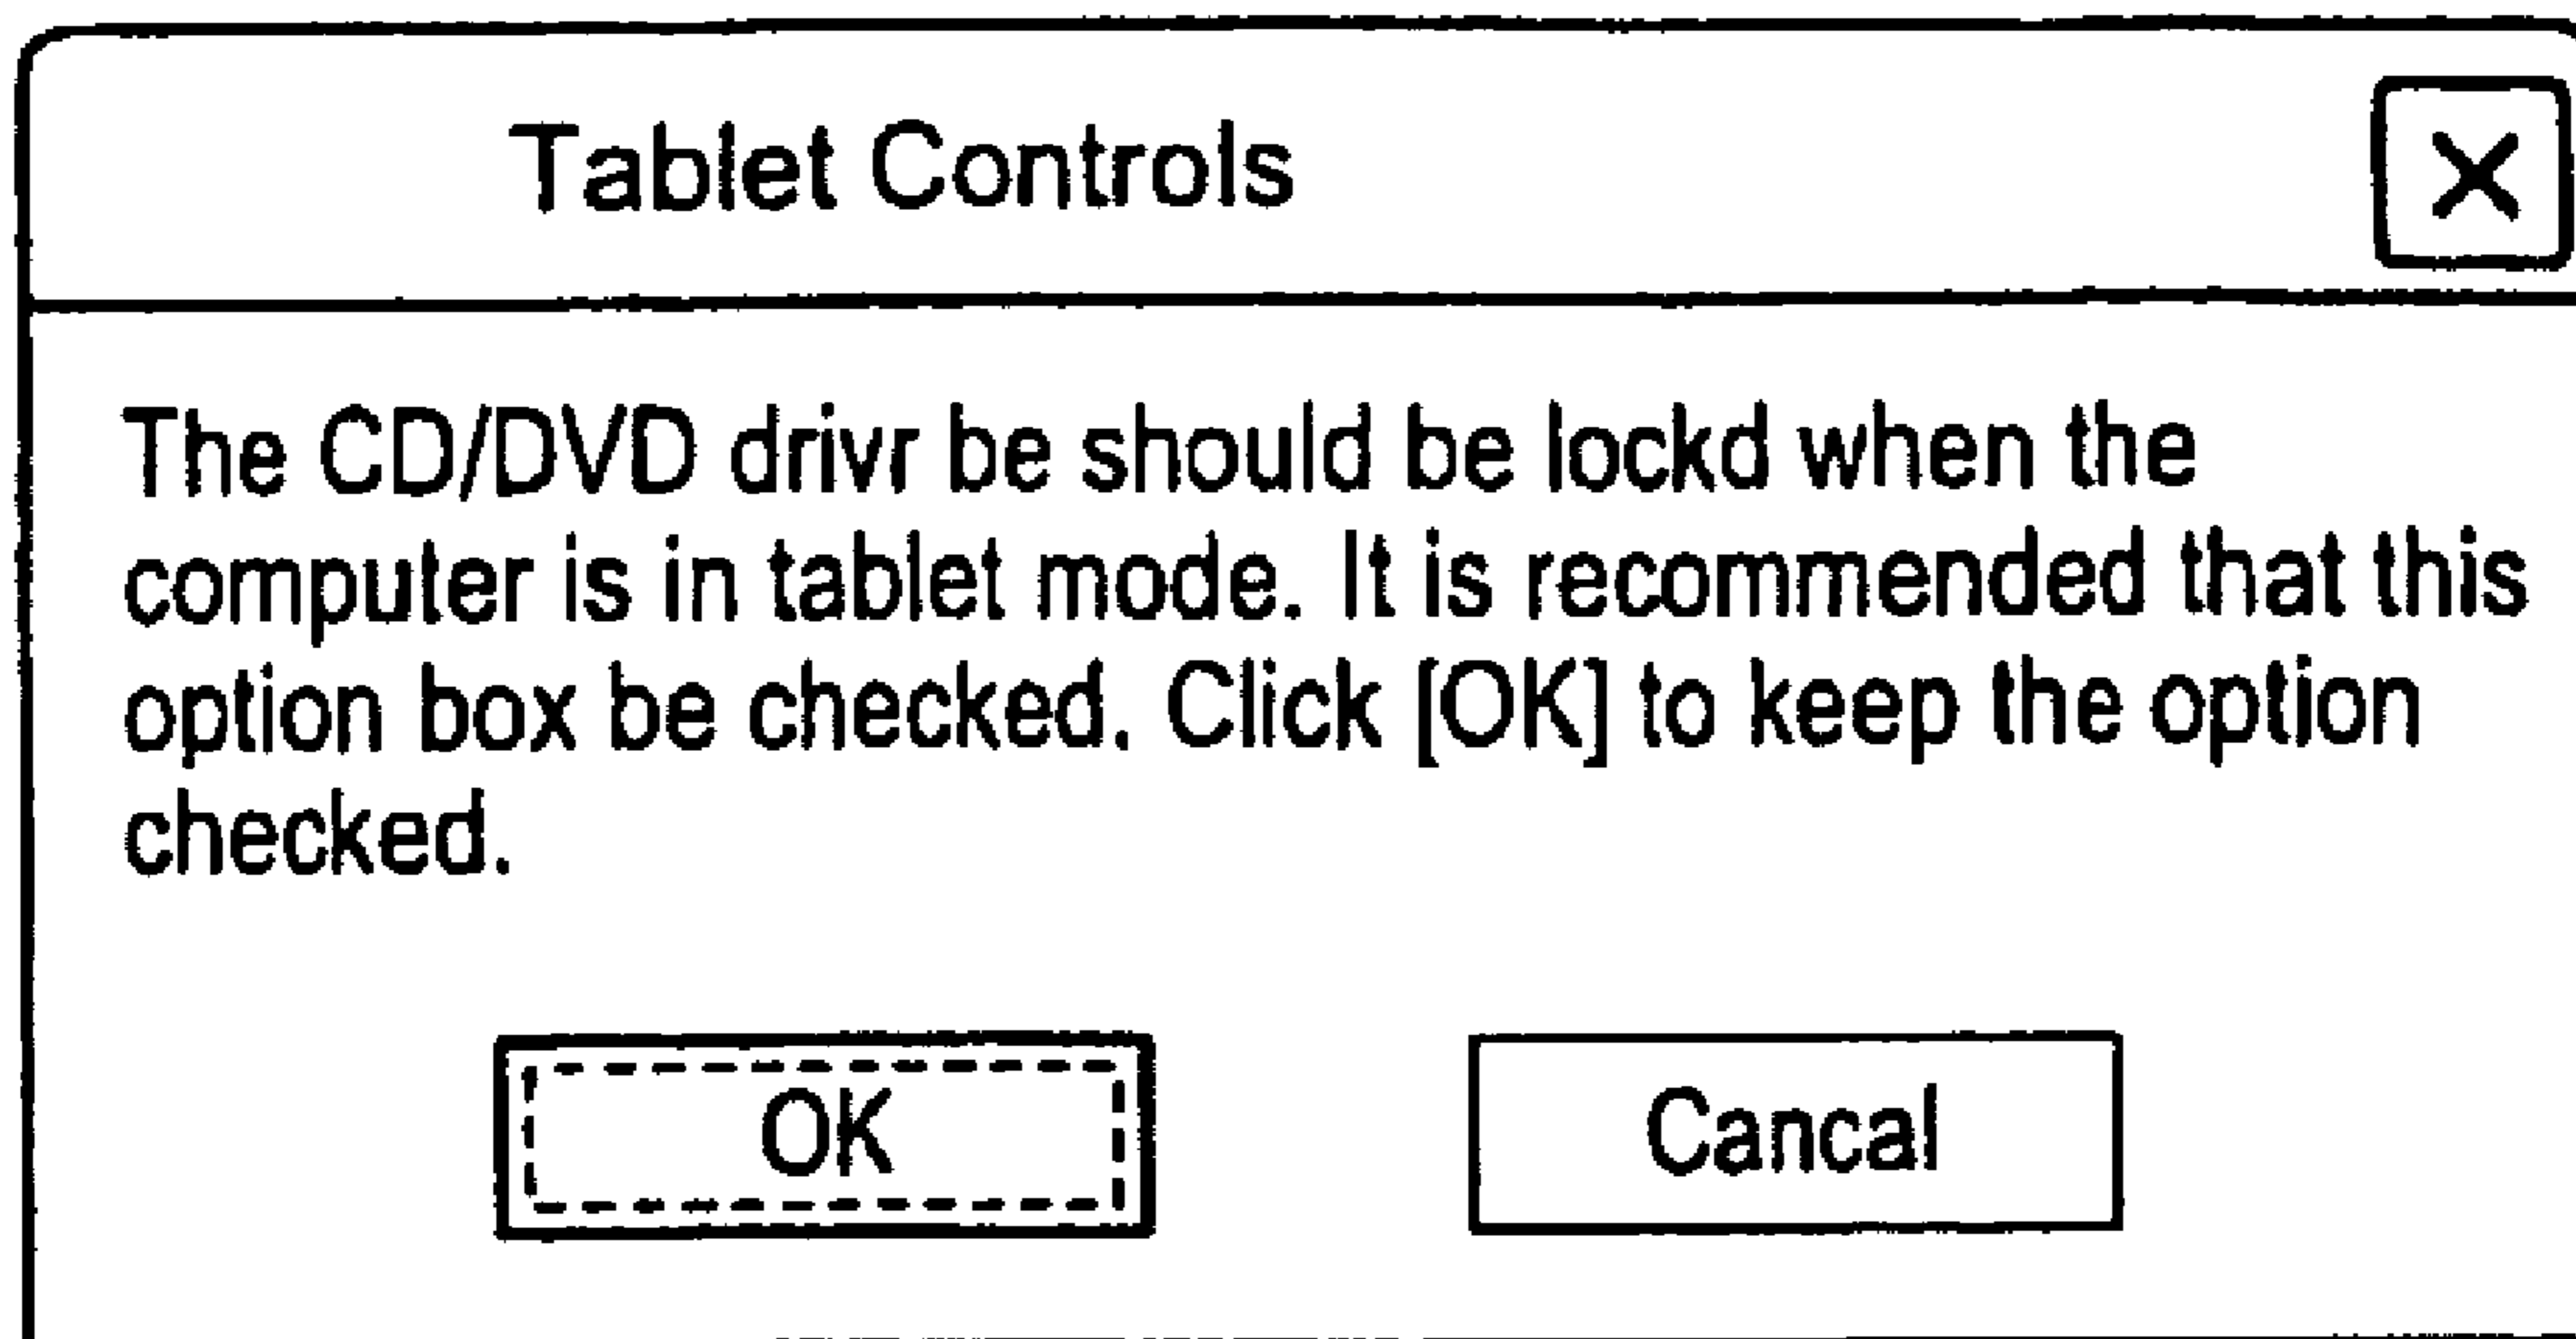 Tablet Controls
The CD/DVD drivr be should be lockd when the
computer is in tablet mode. It is recommended that this
option box be checked. Click [OK] to keep the option
checked.
OK
Cancal